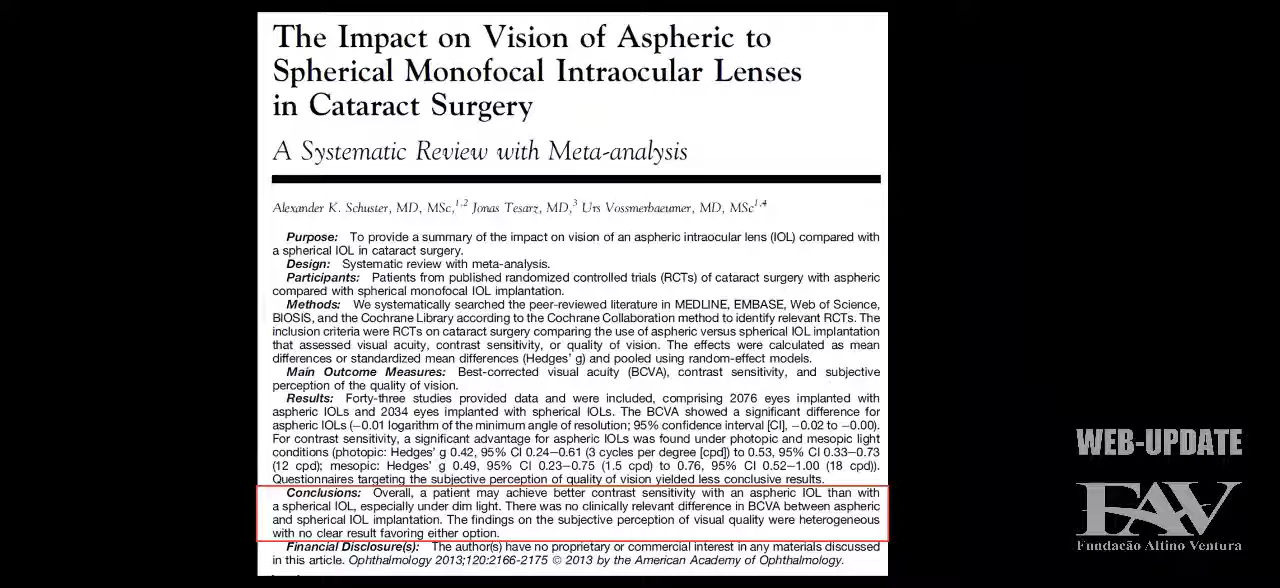 The Impact on Vision of Aspheric to
Spherical Monofocal Intraocular Lenses
in Cataract Surgery
A Systematic Review with Meta-analysis
Alexander K. Schuster, MD, MSc,1,2 Jonas Tesarz, MD,3 Urs Vossmerbaeumer, MD, MSc1,4
Purpose: To provide a summary of the impact on vision of an aspheric intraocular lens (IOL) compared with
a spherical IOL in cataract surgery.
Design: Systematic review with meta-analysis.
Participants: Patients from published randomized controlled trials (RCTs) of cataract surgery with aspheric
compared with spherical monofocal IOL implantation.
Methods: We systematically searched the peer-reviewed literature in MEDLINE, EMBASE, Web of Science,
BIOSIS, and the Cochrane Library according to the Cochrane Collaboration method to identify relevant RCTs. The
inclusion criteria were RCTs on cataract surgery comparing the use of aspheric versus spherical IOL implantation
that assessed visual acuity, contrast sensitivity, or quality of vision. The effects were calculated as mean
differences or standardized mean differences (Hedges' g) and pooled using random-effect models.
Main Outcome Measures: Best-corrected visual acuity (BCVA), contrast sensitivity, and subjective
perception of the quality of vision.
Results: Forty-three studies provided data and were included, comprising 2076 eyes implanted with
aspheric IOLs and 2034 eyes implanted with spherical IOLs. The BCVA showed a significant difference for
aspheric IOLs (−0.01 logarithm of the minimum angle of resolution; 95% confidence interval [CI], −0.02 to −0.00).
For contrast sensitivity, a significant advantage for aspheric IOLs was found under photopic and mesopic light
conditions (photopic: Hedges' g 0.42, 95% CI 0.24–0.61 (3 cycles per degree [cpd]) to 0.53, 95% CI 0.33–0.73
(12 cpd); mesopic: Hedges' g 0.49, 95% CI 0.23–0.75 (1.5 cpd) to 0.76, 95% CI 0.52–1.00 (18 cpd)).
Questionnaires targeting the subjective perception of quality of vision yielded less conclusive results.
Conclusions: Overall, a patient may achieve better contrast sensitivity with an aspheric IOL than with
a spherical IOL, especially under dim light. There was no clinically relevant difference in BCVA between aspheric
and spherical IOL implantation. The findings on the subjective perception of visual quality were heterogeneous
with no clear result favoring either option.
Financial Disclosure(s): The author(s) have no proprietary or commercial interest in any materials discussed
in this article. Ophthalmology 2013;120:2166-2175 © 2013 by the American Academy of Ophthalmology.
WEB-UPDATE
FAV
Fundação Altino Ventura